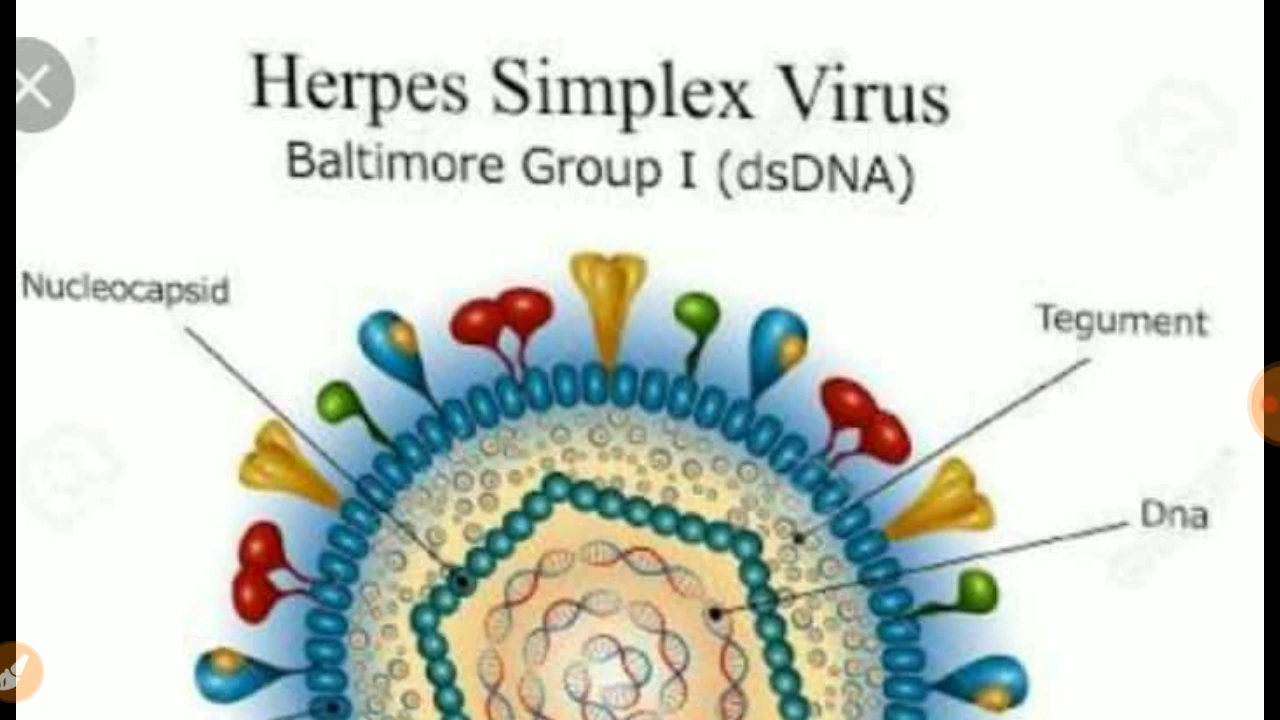 Herpes Simplex Virus
Baltimore Group I (dsDNA)
Nucleocapsid
Tegument
Dna